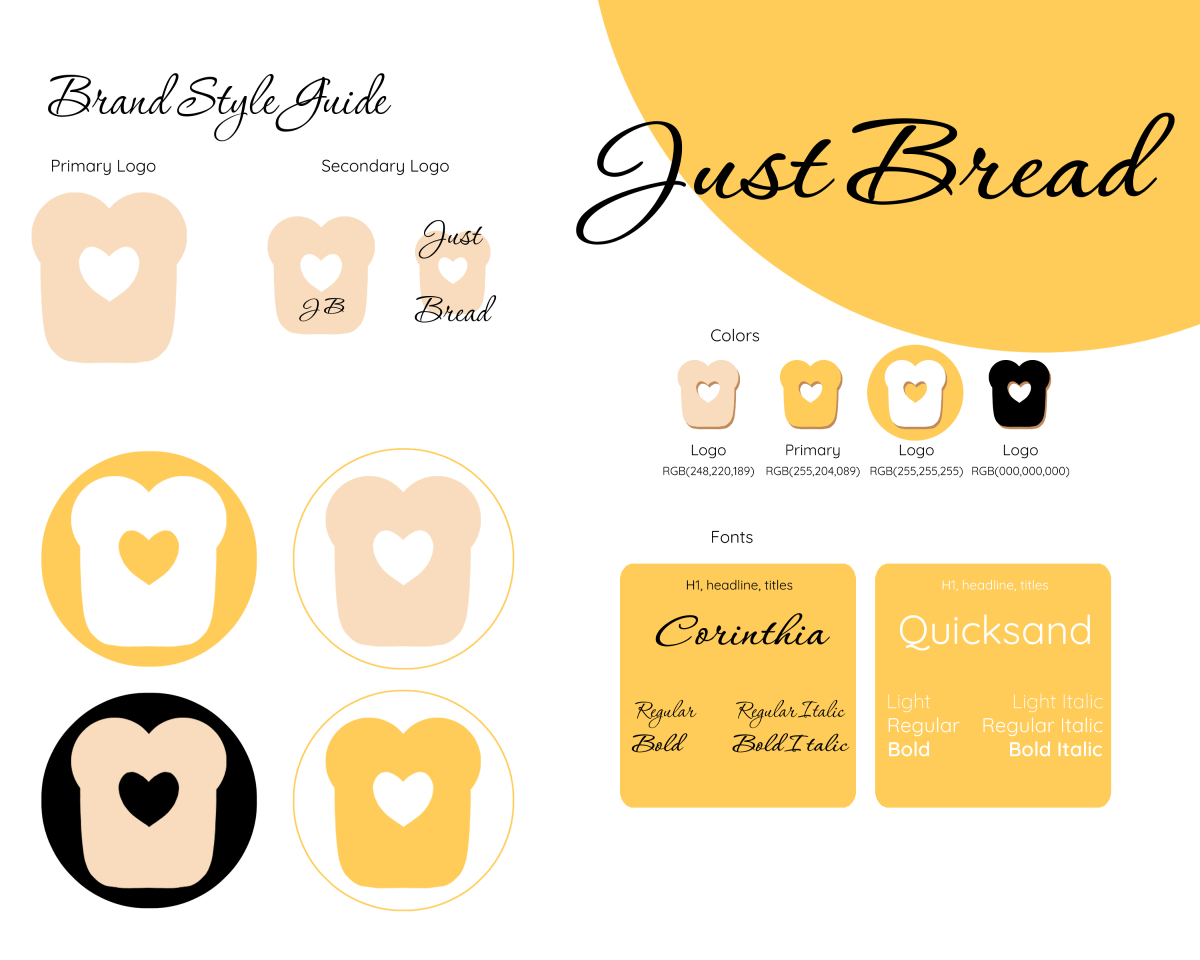 Brand Style Guide
Just Bread
Primary Logo
Secondary Logo
Just
J B
Bread
Colors
Logo
Primary
Logo
Logo
RGB(248,220,189)
RGB(255,204,089)
RGB(255,255,255)
RGB(000,000,000)
Fonts
H1, headline, titles
Corinthia
Regular
Regular Italic
Bold
Bold Italic
H1, headline, titles
Quicksand
Light
Light Italic
Regular
Regular Italic
Bold
Bold Italic